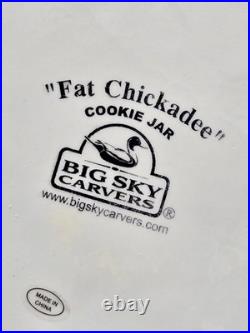 "Fat Chickadee"
COOKIE JAR
BIG SKY
CARVERS®
www.bigskycarvers.com
MADE IN
CHINA